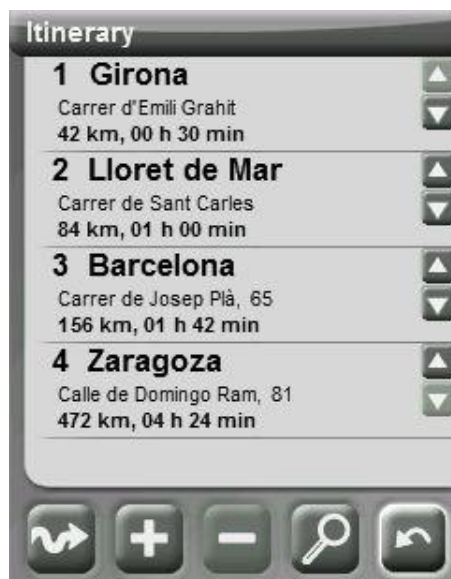 Itinerary
1 Girona
Carrer d'Emili Grahit
42 km, 00 h 30 min
2 Lloret de Mar
Carrer de Sant Carles
84 km, 01 h 00 min
3 Barcelona
Carrer de Josep Plà, 65
156 km, 01 h 42 min
4 Zaragoza
Calle de Domingo Ram, 81
472 km, 04 h 24 min